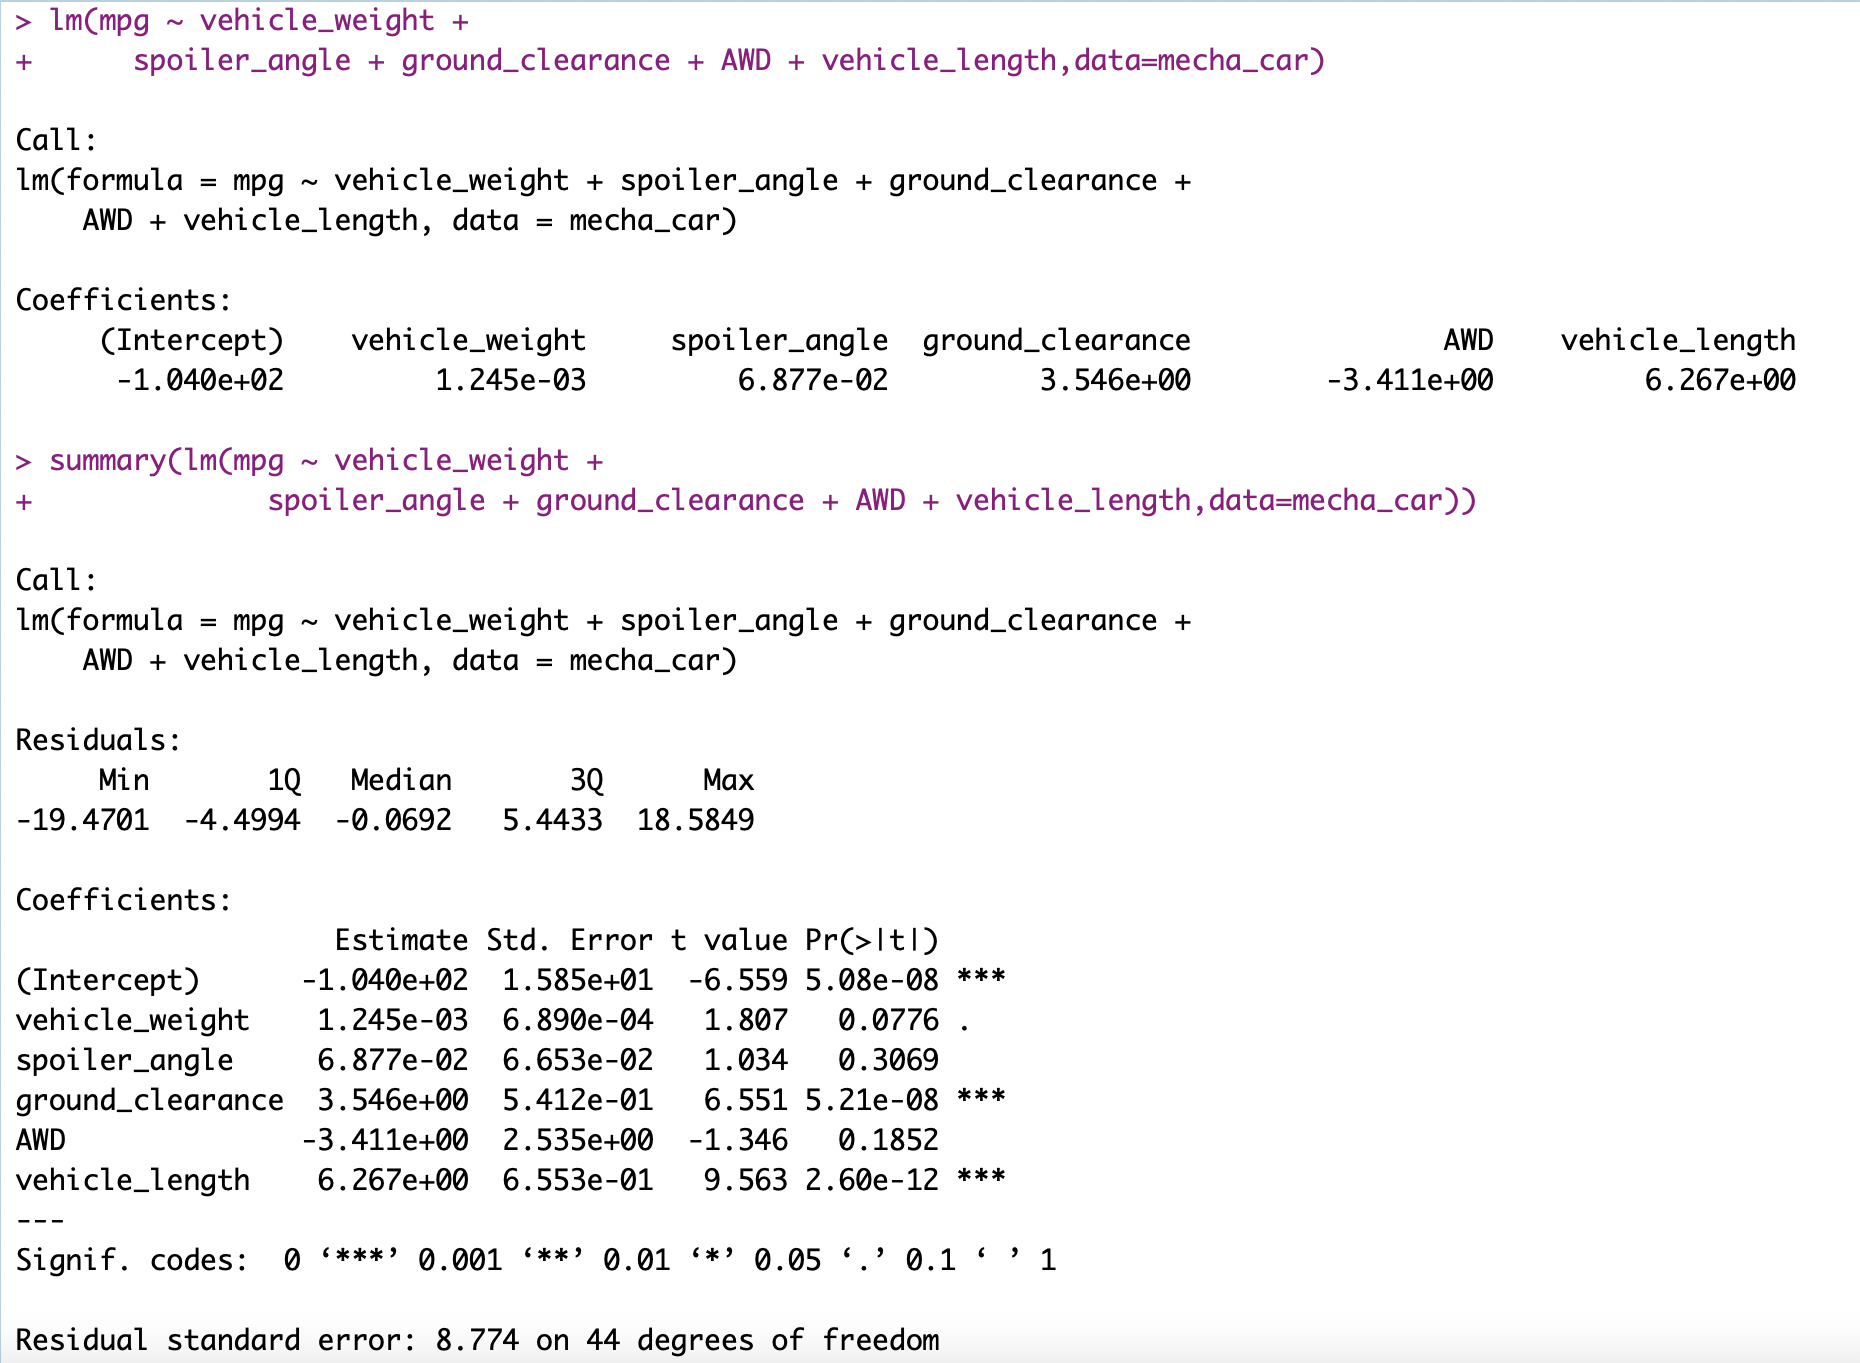 > lm(mpg ~ vehicle_weight +
+      spoiler_angle + ground_clearance + AWD + vehicle_length,data=mecha_car)
Call:
lm(formula = mpg ~ vehicle_weight + spoiler_angle + ground_clearance +
    AWD + vehicle_length, data = mecha_car)
Coefficients:
     (Intercept)    vehicle_weight     spoiler_angle  ground_clearance               AWD    vehicle_length
      -1.040e+02         1.245e-03         6.877e-02         3.546e+00        -3.411e+00         6.267e+00
> summary(lm(mpg ~ vehicle_weight +
+              spoiler_angle + ground_clearance + AWD + vehicle_length,data=mecha_car))
Call:
lm(formula = mpg ~ vehicle_weight + spoiler_angle + ground_clearance +
    AWD + vehicle_length, data = mecha_car)
Residuals:
     Min       1Q   Median       3Q      Max
-19.4701  -4.4994  -0.0692   5.4433  18.5849
Coefficients:
                   Estimate Std. Error t value Pr(>|t|)
(Intercept)      -1.040e+02  1.585e+01  -6.559 5.08e-08 ***
vehicle_weight    1.245e-03  6.890e-04   1.807   0.0776 .
spoiler_angle     6.877e-02  6.653e-02   1.034   0.3069
ground_clearance  3.546e+00  5.412e-01   6.551 5.21e-08 ***
AWD              -3.411e+00  2.535e+00  -1.346   0.1852
vehicle_length    6.267e+00  6.553e-01   9.563 2.60e-12 ***
---
Signif. codes:  0 ‘***’ 0.001 ‘**’ 0.01 ‘*’ 0.05 ‘.’ 0.1 ‘ ’ 1
Residual standard error: 8.774 on 44 degrees of freedom